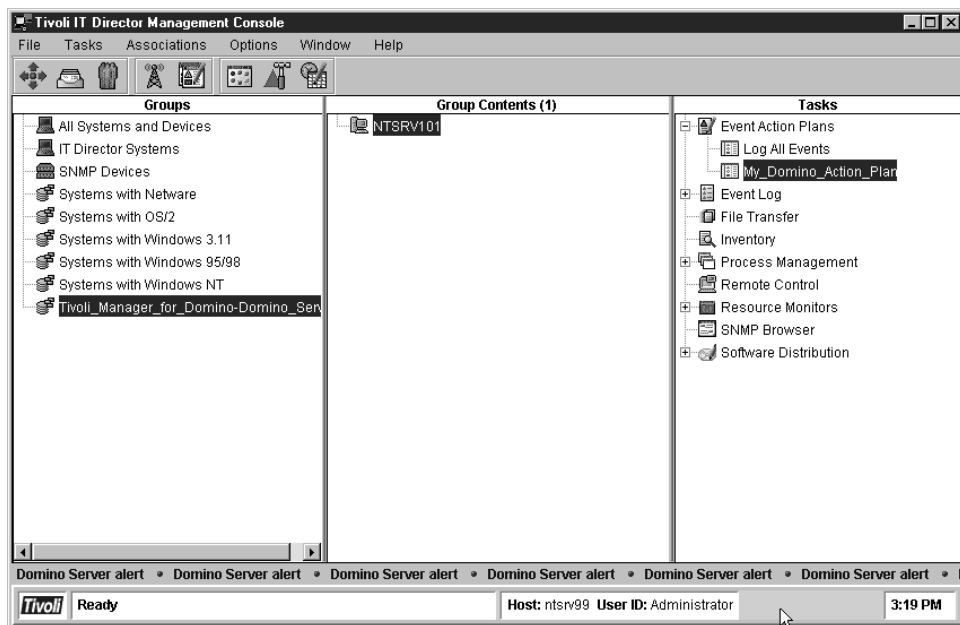 Tivoli IT Director Management Console
File Tasks Associations Options Window Help
Groups
All Systems and Devices
IT Director Systems
SNMP Devices
Systems with Netware
Systems with OS/2
Systems with Windows 3.11
Systems with Windows 95/98
Systems with Windows NT
Tivoli_Manager_for_Domino-Domino_Serv
Group Contents (1)
NTSRV101
Tasks
Event Action Plans
Log All Events
My_Domino_Action_Plan
Event Log
File Transfer
Inventory
Process Management
Remote Control
Resource Monitors
SNMP Browser
Software Distribution
Domino Server alert • Domino Server alert • Domino Server alert • Domino Server alert • Domino Server alert • Domino Server alert •
Tivoli Ready Host: ntsrv99 User ID: Administrator 3:19 PM